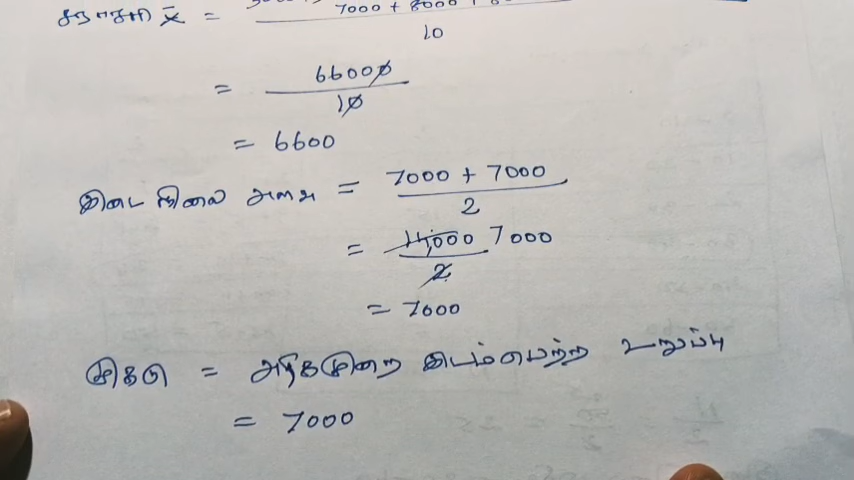 சராசரி x̄ =
7000 + 8000 +
10
= 66000
10
= 6600
இடை நிலை அளவு = 7000 + 7000
2
= 14,000 7000
2
= 7000
முகடு = அதிகமுறை இடம்பெற்ற உறுப்பு
= 7000